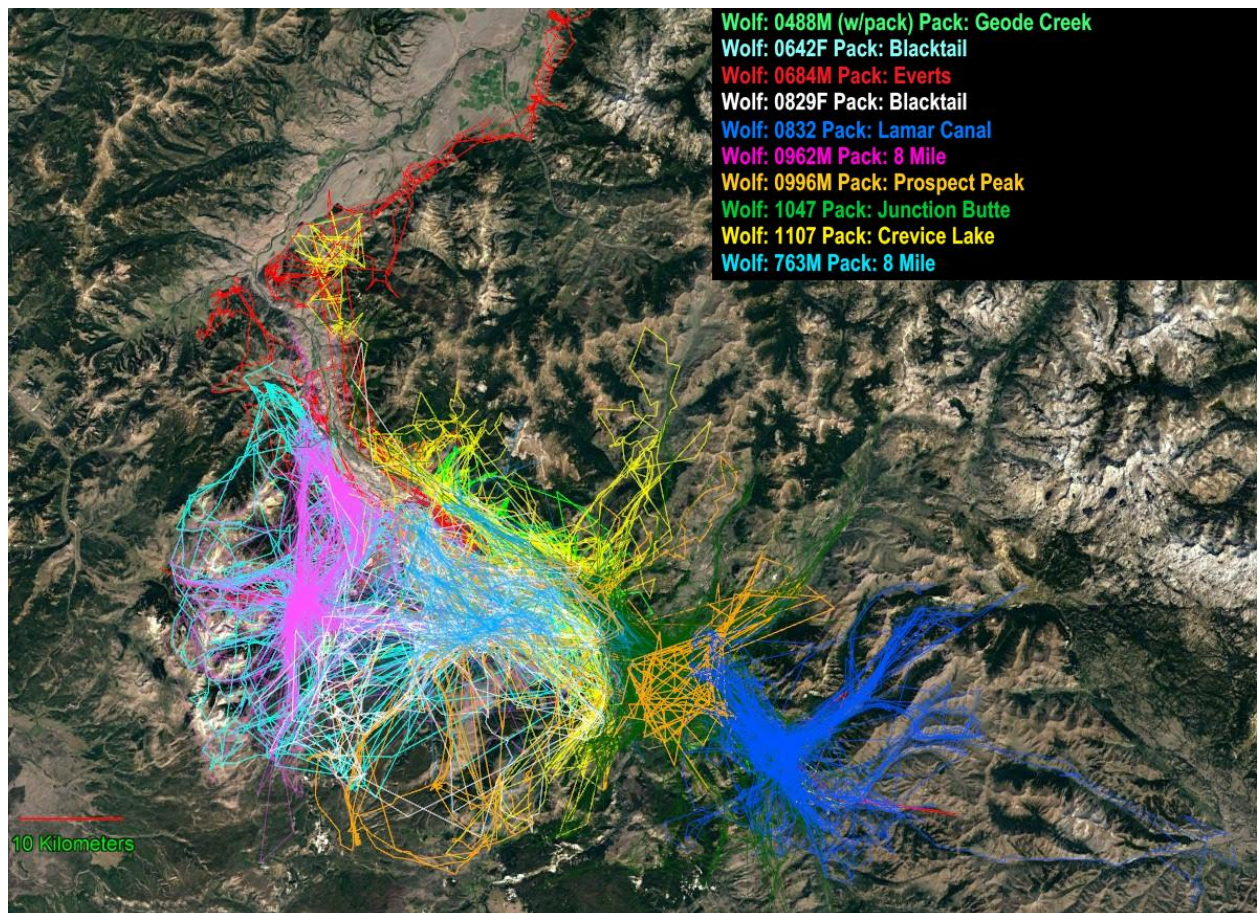 Wolf: 0488M (w/pack) Pack: Geode Creek
Wolf: 0642F Pack: Blacktail
Wolf: 0684M Pack: Everts
Wolf: 0829F Pack: Blacktail
Wolf: 0832 Pack: Lamar Canal
Wolf: 0962M Pack: 8 Mile
Wolf: 0996M Pack: Prospect Peak
Wolf: 1047 Pack: Junction Butte
Wolf: 1107 Pack: Crevice Lake
Wolf: 763M Pack: 8 Mile
10 Kilometers